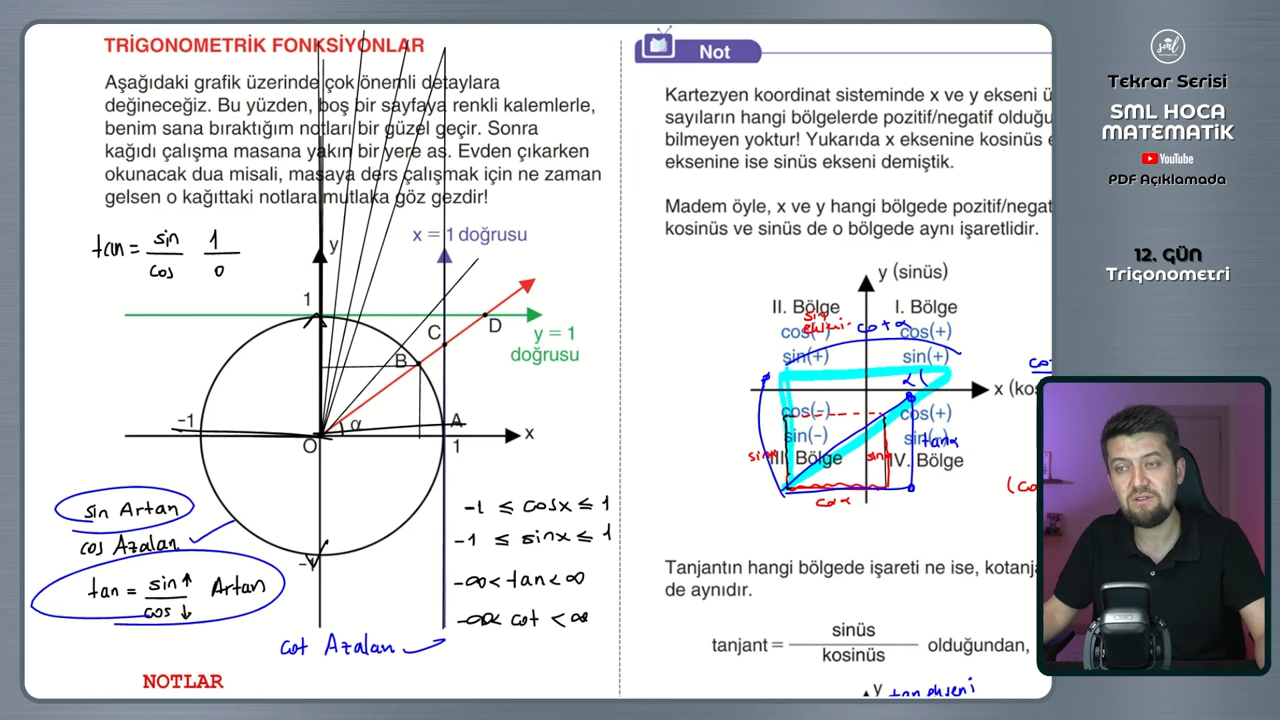 TRİGONOMETRİK FONKSİYONLAR
Aşağıdaki grafik üzerinde çok önemli detaylara
değineceğiz. Bu yüzden, boş bir sayfaya renkli kalemlerle,
benim sana bıraktığım notları bir güzel geçir. Sonra
kağıdı çalışma masana yakın bir yere as. Evden çıkarken
okunacak dua misali, masaya ders çalışmak için ne zaman
gelsen o kağıttaki notlara mutlaka göz gezdir!
tan = sin / cos 1 / 0
y
x = 1 doğrusu
1
D
y = 1
doğrusu
C
B
α
A
-1
O
1
x
-1
sin Artan
cos Azalan
tan = sin↑ / cos↓ Artan
cot Azalan
-1 ≤ cosx ≤ 1
-1 ≤ sinx ≤ 1
-∞ < tan < ∞
-∞ < cot < ∞
NOTLAR
Not
Kartezyen koordinat sisteminde x ve y ekseni ü
sayıların hangi bölgelerde pozitif/negatif olduğu
bilmeyen yoktur! Yukarıda x eksenine kosinüs e
eksenine ise sinüs ekseni demiştik.
Madem öyle, x ve y hangi bölgede pozitif/negat
kosinüs ve sinüs de o bölgede aynı işaretlidir.
y (sinüs)
II. Bölge
I. Bölge
sin
cotα
cos(-)
cos(+)
sin(+)
sin(+)
α
x (kos
cos(-)
cos(+)
sin(-)
sin(-)
tanα
III. Bölge
IV. Bölge
Tanjantın hangi bölgede işareti ne ise, kotanja
de aynıdır.
tanjant = sinüs / kosinüs olduğundan,
y
tan ekseni
sml
Tekrar Serisi
SML HOCA
MATEMATİK
YouTube
PDF Açıklamada
12. GÜN
Trigonometri